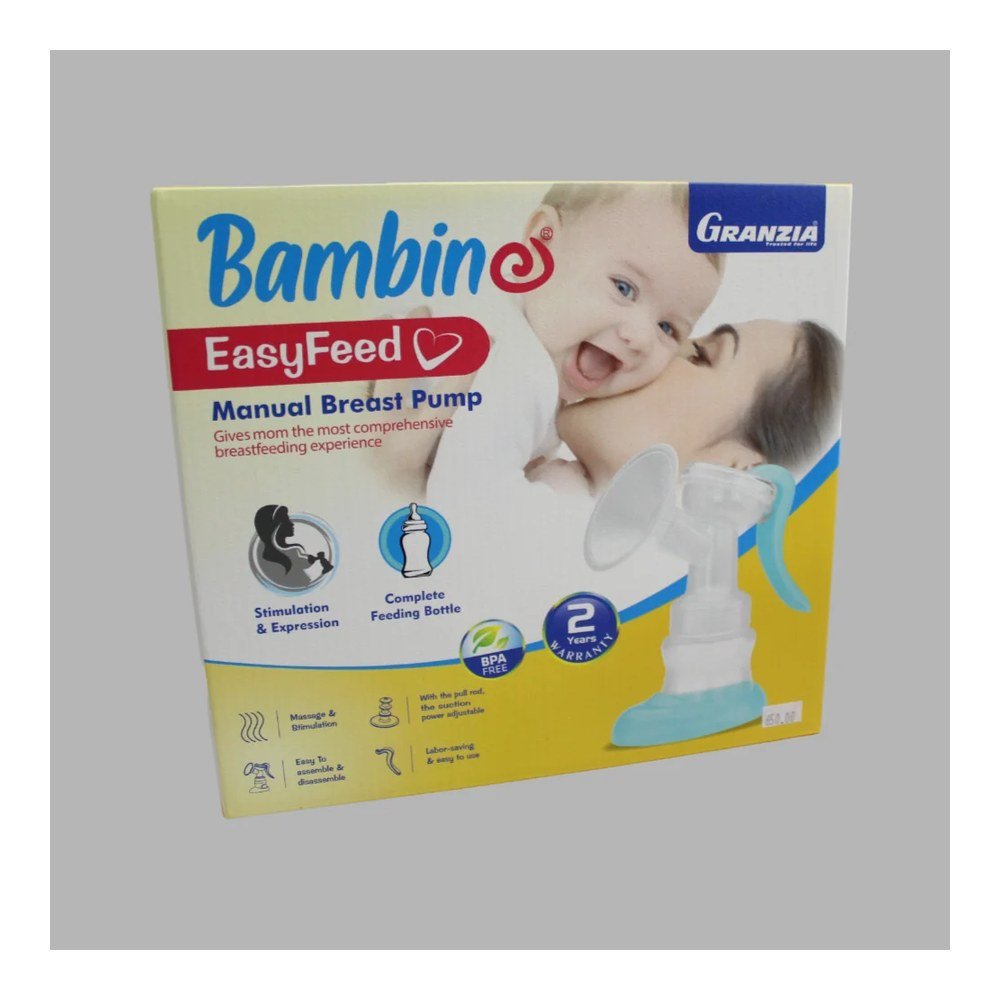 Bambino®
GRANZIA®
Trusted for life
EasyFeed
Manual Breast Pump
Gives mom the most comprehensive
breastfeeding experience
Stimulation
& Expression
Complete
Feeding Bottle
BPA
FREE
2
Years
WARRANTY
Massage &
Stimulation
With the pull rod,
the suction
power adjustable
Easy To
assemble &
disassemble
Labor-saving
& easy to use